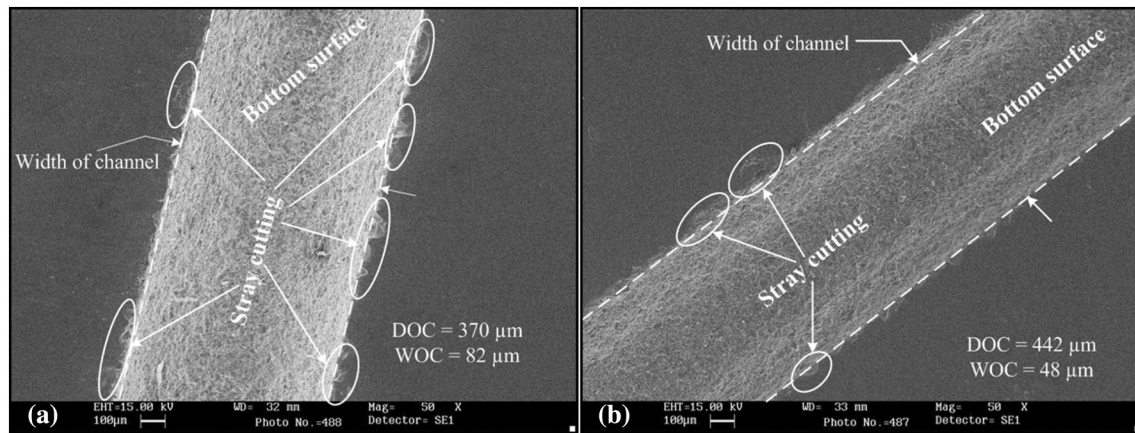 Bottom surface
Width of channel
Stray cutting
DOC = 370 µm
WOC = 82 µm
(a)
EHT=15.00 kV WD= 32 mm Mag= 50 X
100µm Photo No.=488 Detector= SE1
Width of channel
Bottom surface
Stray cutting
DOC = 442 µm
WOC = 48 µm
(b)
EHT=15.00 kV WD= 33 mm Mag= 50 X
100µm Photo No.=487 Detector= SE1